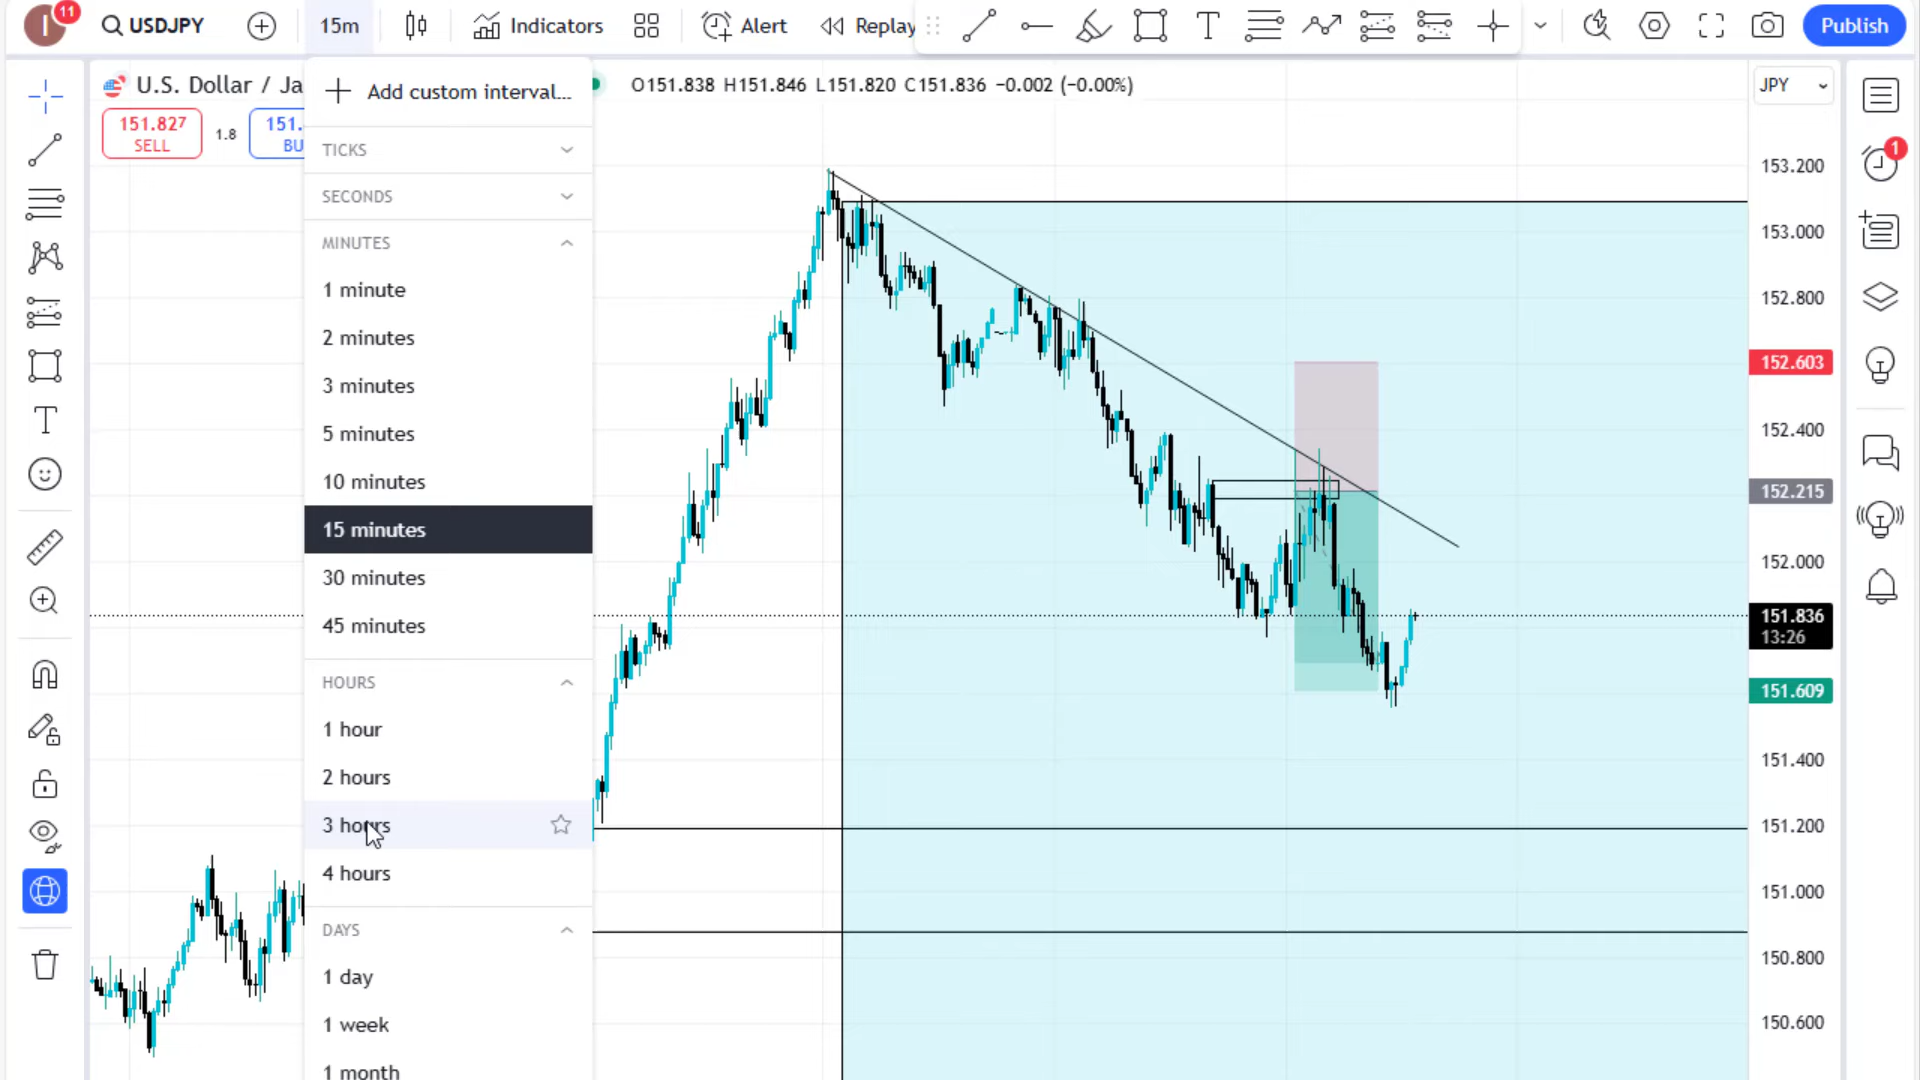 I 11 USDJPY 15m Indicators Alert Replay Publish
U.S. Dollar / Ja O151.838 H151.846 L151.820 C151.836 −0.002 (−0.00%) JPY
151.827
SELL
1.8
151.
BU
Add custom interval...
TICKS
SECONDS
MINUTES
1 minute
2 minutes
3 minutes
5 minutes
10 minutes
15 minutes
30 minutes
45 minutes
HOURS
1 hour
2 hours
3 hours
4 hours
DAYS
1 day
1 week
1 month
153.200
153.000
152.800
152.603
152.400
152.215
152.000
151.836
13:26
151.609
151.400
151.200
151.000
150.800
150.600
T
T
1